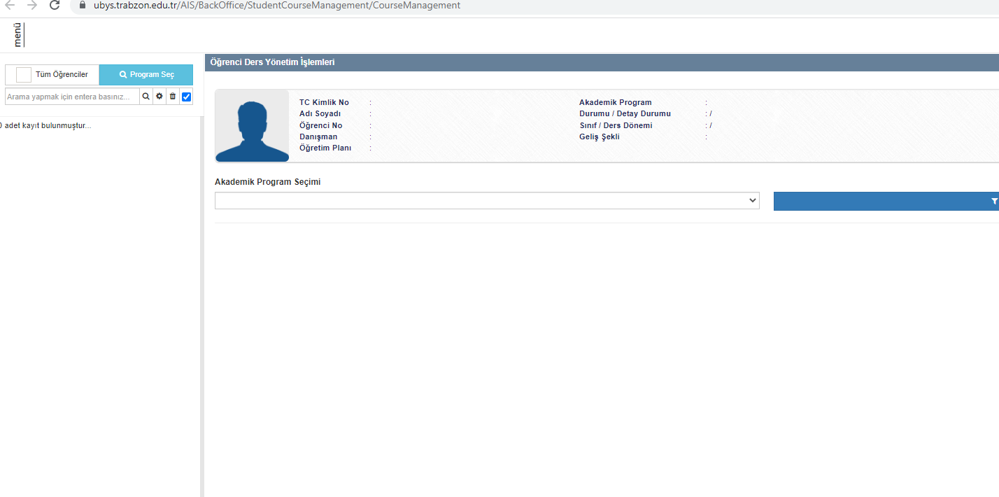 ubys.trabzon.edu.tr/AIS/BackOffice/StudentCourseManagement/CourseManagement
menü
Tüm Öğrenciler
Program Seç
Arama yapmak için entera basınız...
0 adet kayıt bulunmuştur...
Öğrenci Ders Yönetim İşlemleri
TC Kimlik No :
Adı Soyadı :
Öğrenci No :
Danışman :
Öğretim Planı :
Akademik Program :
Durumu / Detay Durumu : /
Sınıf / Ders Dönemi : /
Geliş Şekli :
Akademik Program Seçimi